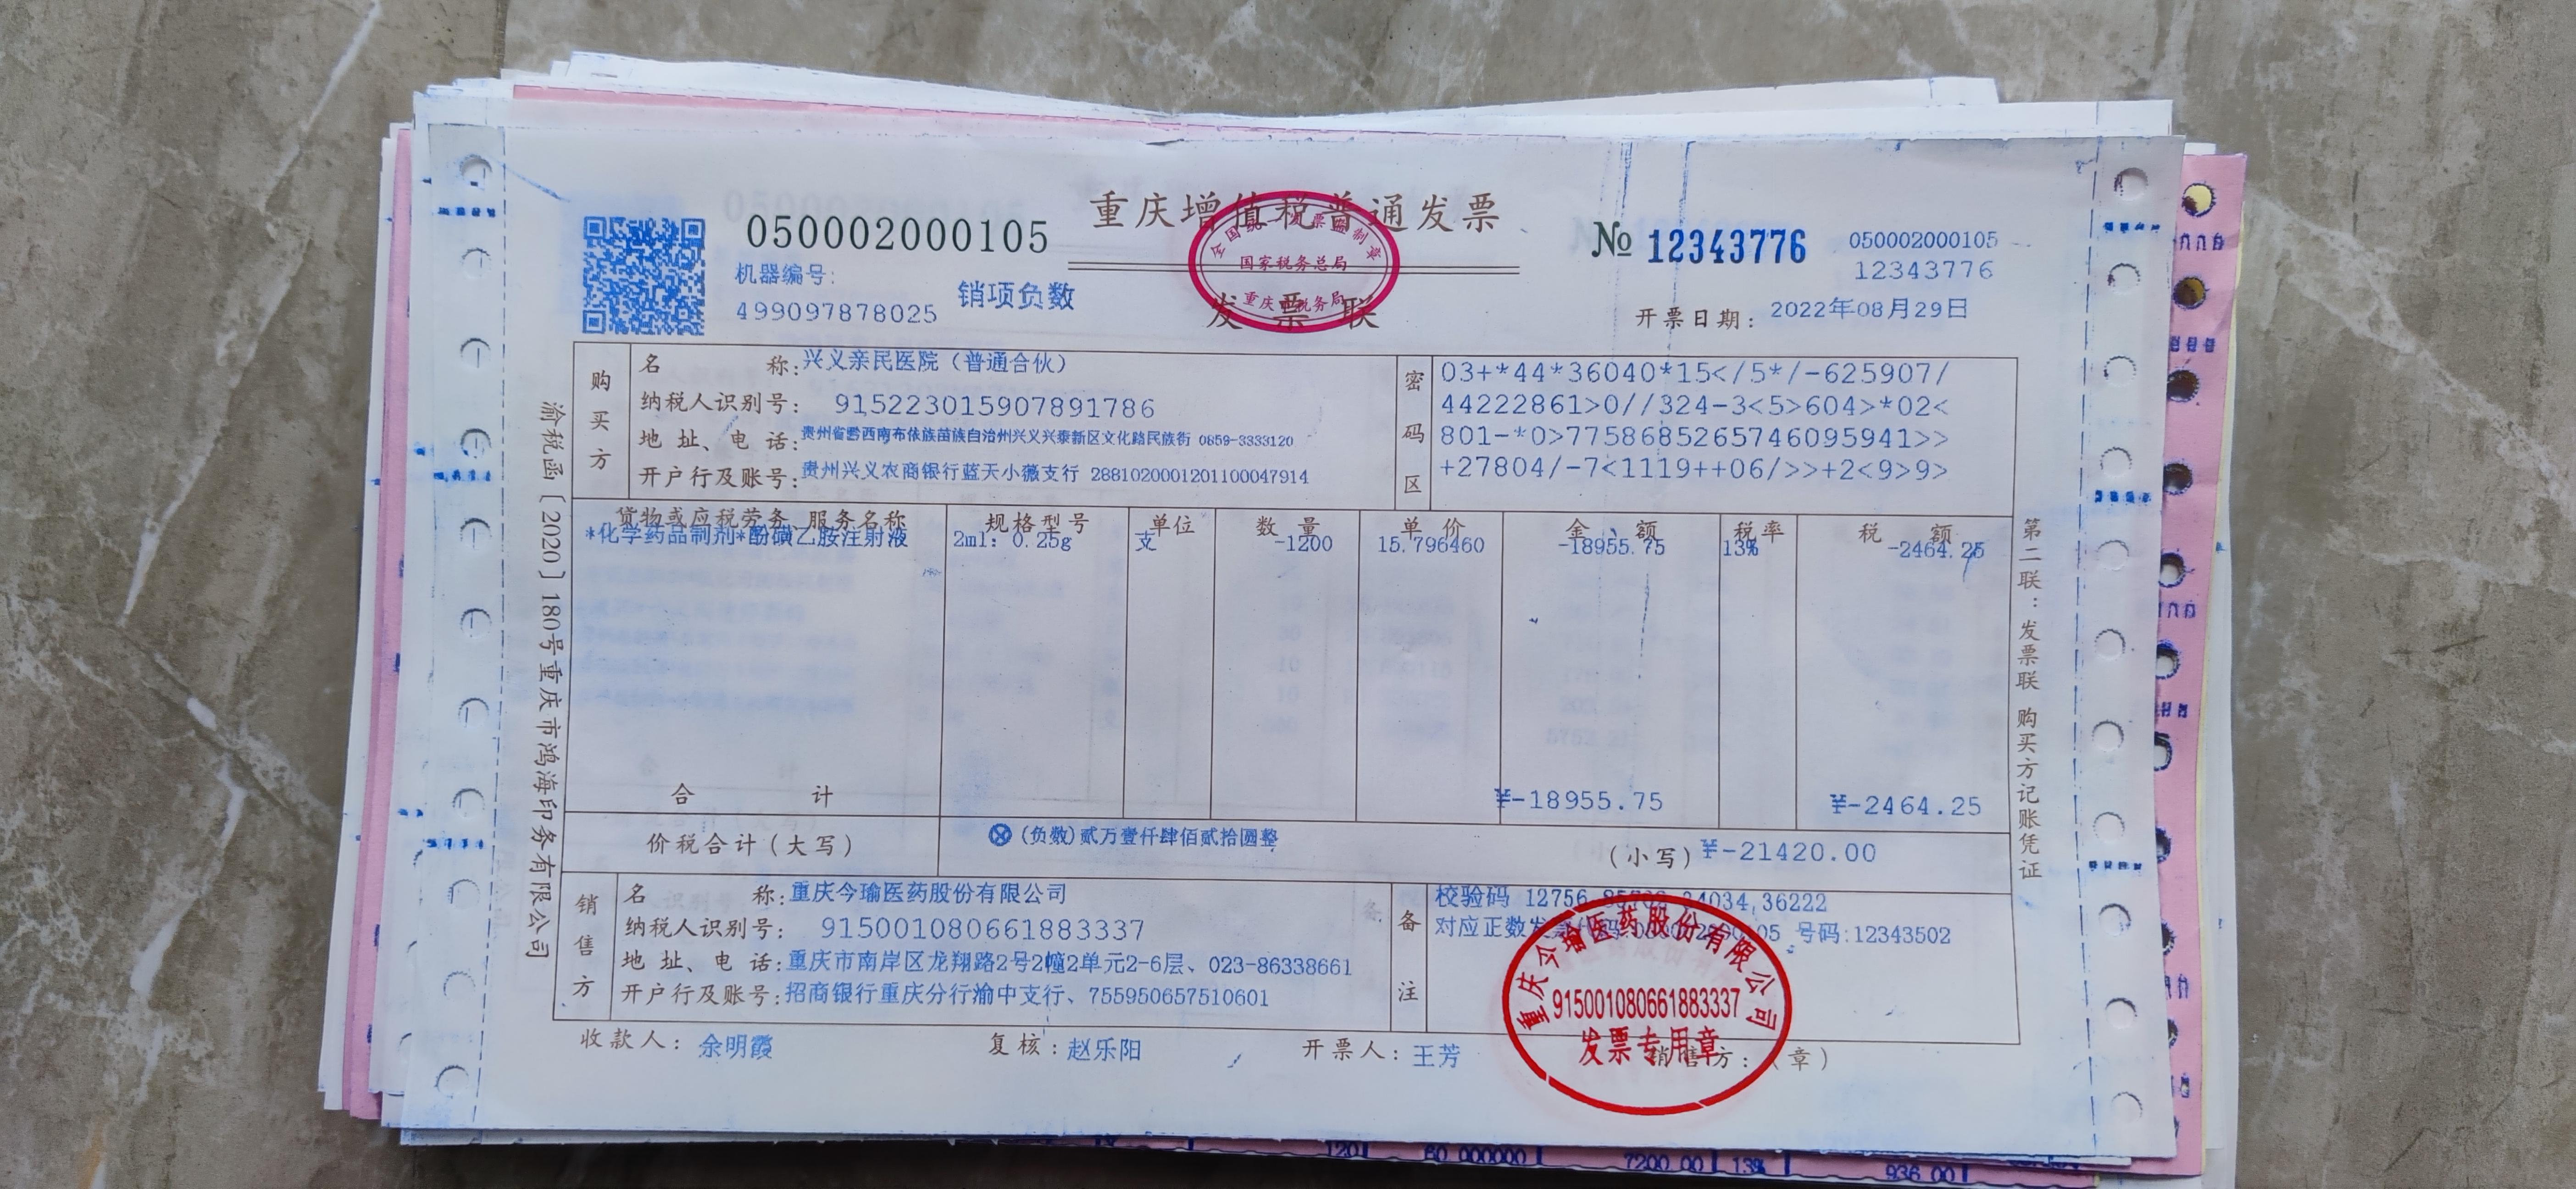 重庆增值税普通发票
050002000105
№ 12343776
050002000105
12343776
机器编号:
499097878025
销项负数
全国统一发票监制章
国家税务总局
重庆市税务局
发票联
开票日期: 2022年08月29日
购买方
名称: 兴义亲民医院（普通合伙）
纳税人识别号: 915223015907891786
地址、电话: 贵州省黔西南布依族苗族自治州兴义兴泰新区文化路民族街 0859-3333120
开户行及账号: 贵州兴义农商银行蓝天小薇支行 2881020001201100047914
密码区
03+*44*36040*15</5*/-625907/
44222861>0//324-3<5>604>*02<
801-*0>7758685265746095941>>
+27804/-7<1119++06/>>+2<9>9>
货物或应税劳务、服务名称 规格型号 单位 数量 单价 金额 税率 税额
*化学药品制剂*酚磺乙胺注射液 2ml: 0.25g 支 -1200 15.796460 -18955.75 13% -2464.25
合计 ¥-18955.75 ¥-2464.25
价税合计(大写) ⊗(负数)贰万壹仟肆佰贰拾圆整 (小写) ¥-21420.00
销售方
名称: 重庆今瑜医药股份有限公司
纳税人识别号: 915001080661883337
地址、电话: 重庆市南岸区龙翔路2号2幢2单元2-6层、023-86338661
开户行及账号: 招商银行重庆分行渝中支行、755950657510601
备注
校验码 12756 34034,36222
对应正数发票代码: 号码:12343502
重庆今瑜医药股份有限公司
915001080661883337
发票专用章
收款人: 余明霞 复核: 赵乐阳 开票人: 王芳 销售方:(章)
渝税函〔2020〕180号重庆市鸿海印务有限公司
第二联:发票联 购买方记账凭证
120 60 000000 7200 00 13% 936 00